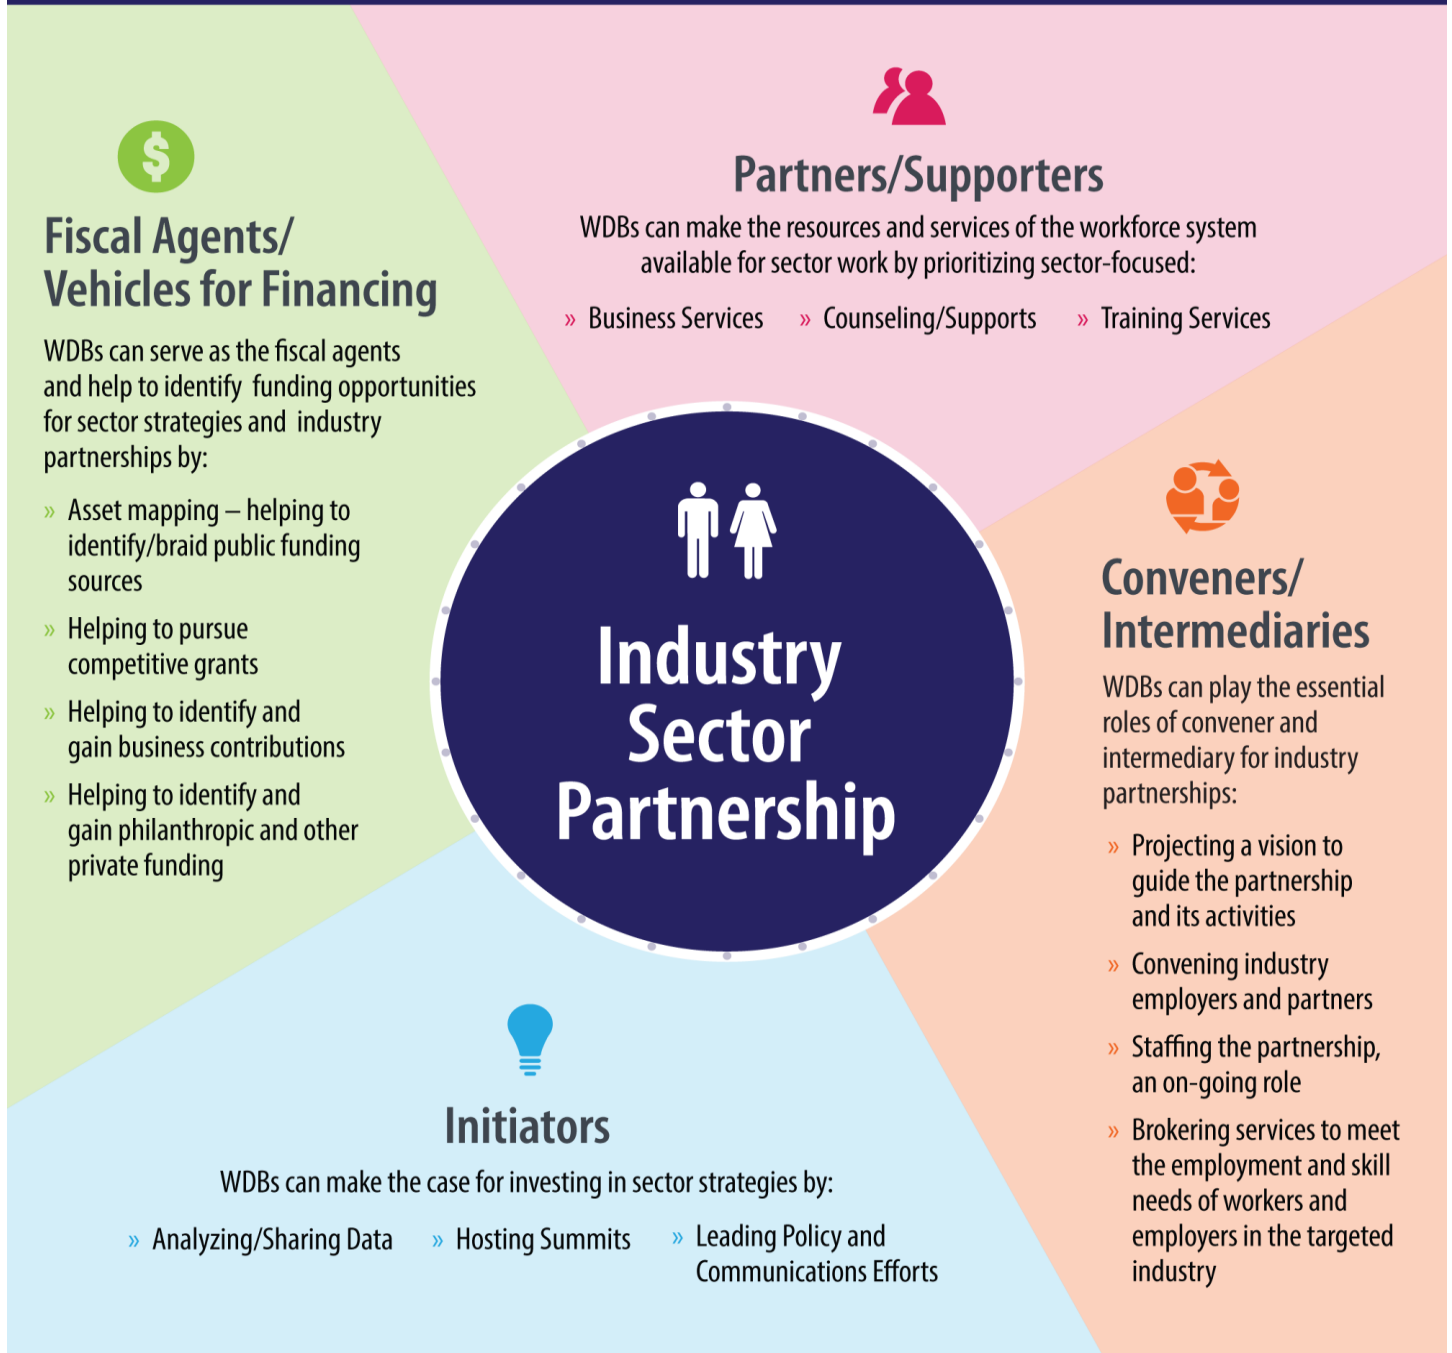 Partners/Supporters
WDBs can make the resources and services of the workforce system
available for sector work by prioritizing sector-focused:
» Business Services » Counseling/Supports » Training Services
$
Fiscal Agents/
Vehicles for Financing
WDBs can serve as the fiscal agents
and help to identify funding opportunities
for sector strategies and industry
partnerships by:
» Asset mapping – helping to
identify/braid public funding
sources
» Helping to pursue
competitive grants
» Helping to identify and
gain business contributions
» Helping to identify and
gain philanthropic and other
private funding
Industry
Sector
Partnership
Conveners/
Intermediaries
WDBs can play the essential
roles of convener and
intermediary for industry
partnerships:
» Projecting a vision to
guide the partnership
and its activities
» Convening industry
employers and partners
» Staffing the partnership,
an on-going role
» Brokering services to meet
the employment and skill
needs of workers and
employers in the targeted
industry
Initiators
WDBs can make the case for investing in sector strategies by:
» Analyzing/Sharing Data » Hosting Summits » Leading Policy and
Communications Efforts